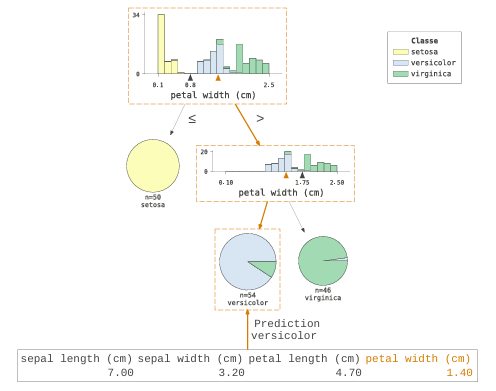 34
0
0.1 0.8 2.5
petal width (cm)
Classe
setosa
versicolor
virginica
≤ >
n=50
setosa
20
0
0.10 1.75 2.50
petal width (cm)
n=54
versicolor
n=46
virginica
Prediction
versicolor
sepal length (cm) sepal width (cm) petal length (cm) petal width (cm)
7.00 3.20 4.70 1.40